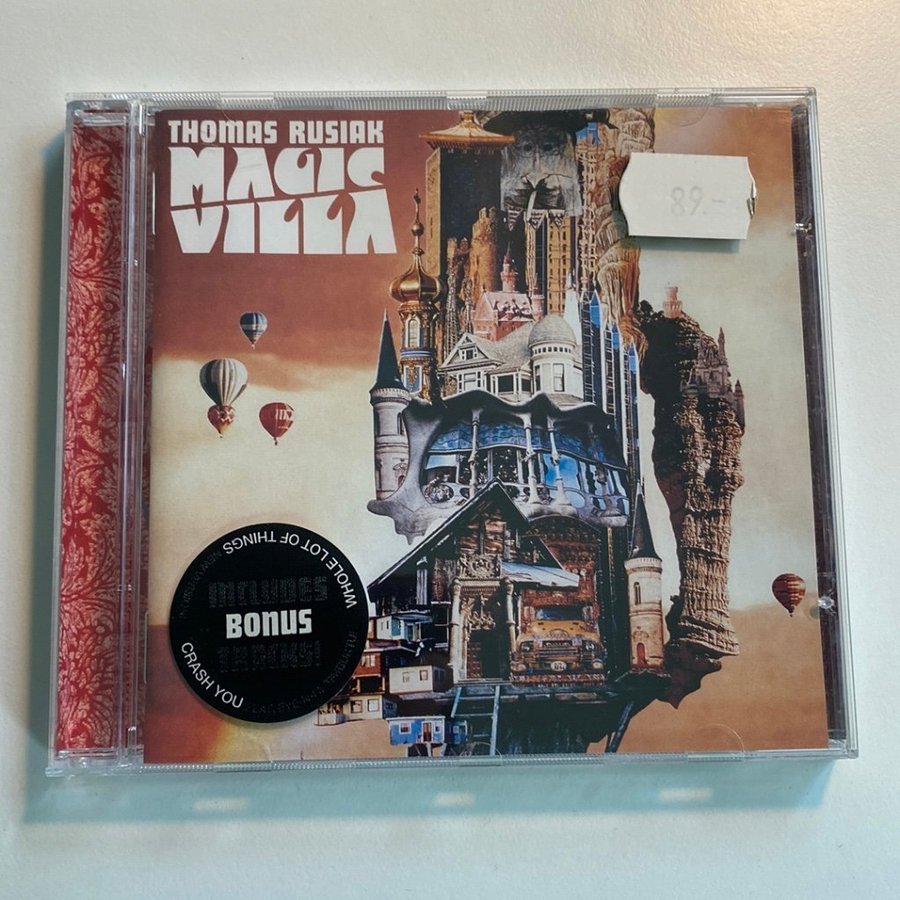 THOMAS RUSIAK
MAGIC
VILLA
89.-
WHOLE LOT OF THINGS
INCLUDES
BONUS
TRACKS!
CRASH YOU